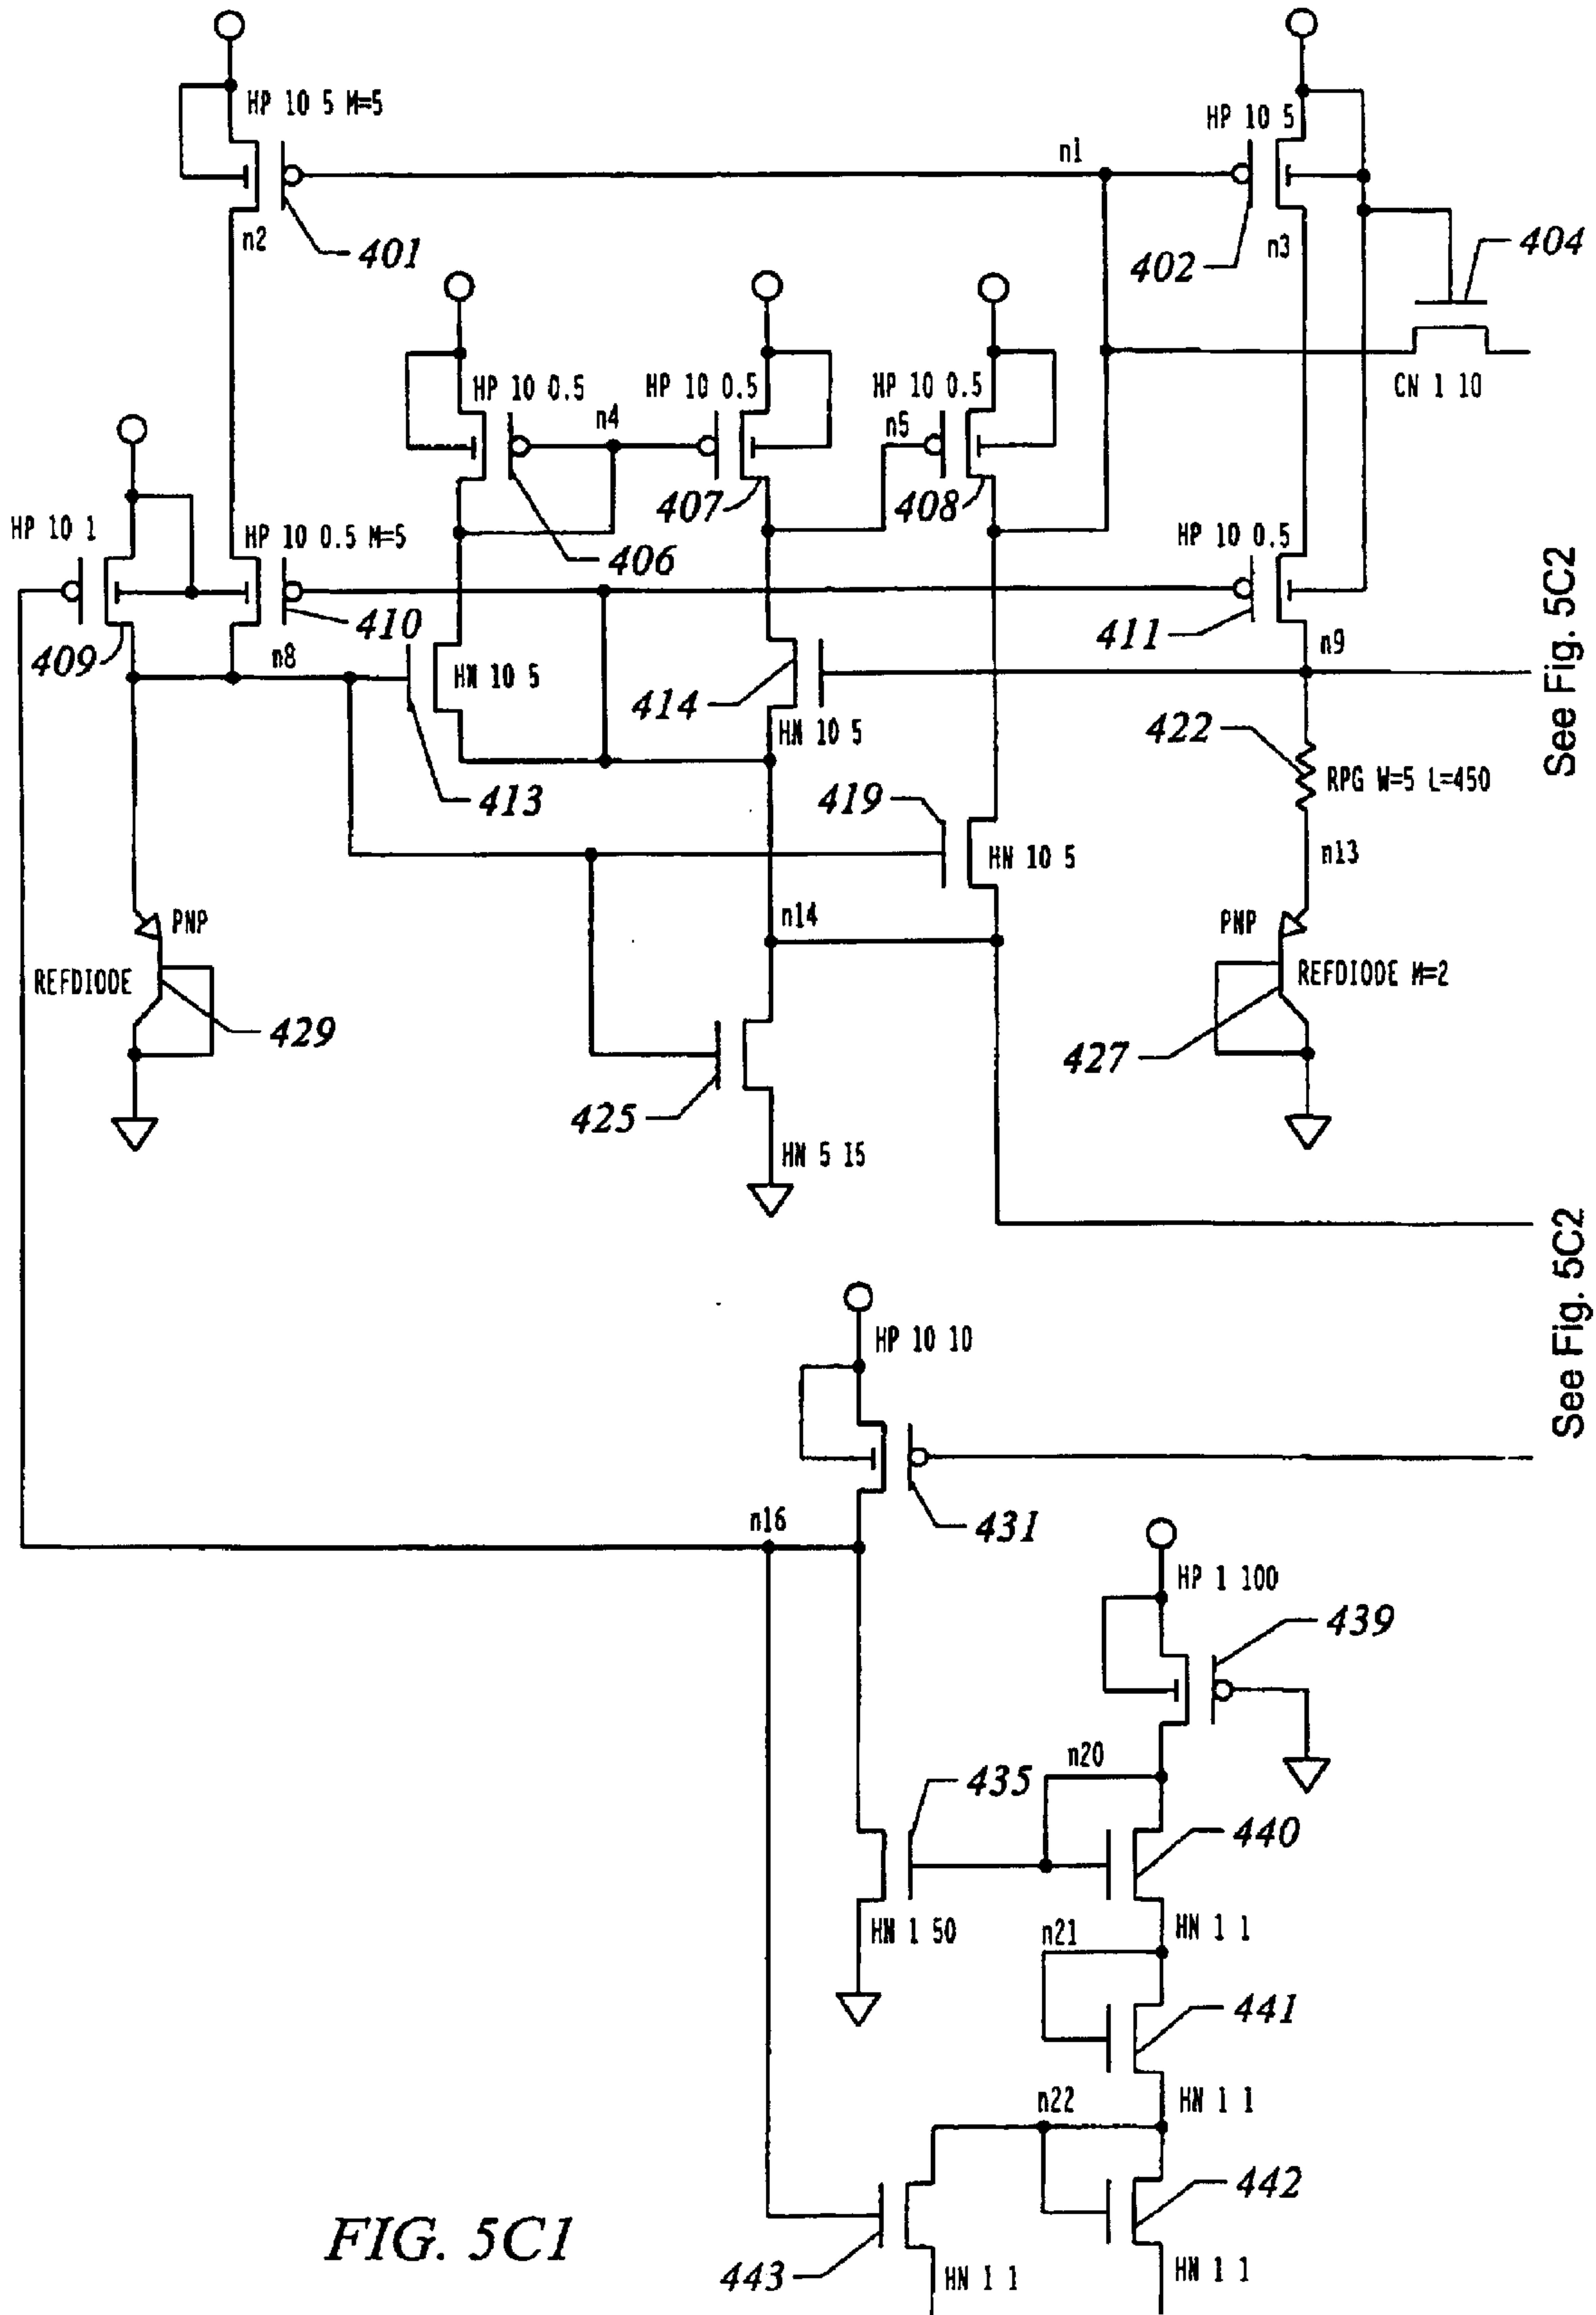 HP 10 5 M=5
HP 10 5
n1
n2
401
402
n3
404
HP 10 0.5
n4
HP 10 0.5
HP 10 0.5
n5
CN 1 10
407
408
HP 10 1
HP 10 0.5 M=5
406
HP 10 0.5
See Fig. 5C2
409
410
n8
411
n9
HN 10 5
414
HN 10 5
422
RPG W=5 L=450
413
419
HN 10 5
n13
PNP
n14
PNP
REFDIODE
429
REFDIODE M=2
427
425
HN 5 15
See Fig. 5C2
HP 10 10
n16
431
HP 1 100
439
n20
435
440
HN 1 50
n21
HN 1 1
441
n22
HN 1 1
442
443
HN 1 1
HN 1 1
FIG. 5C1